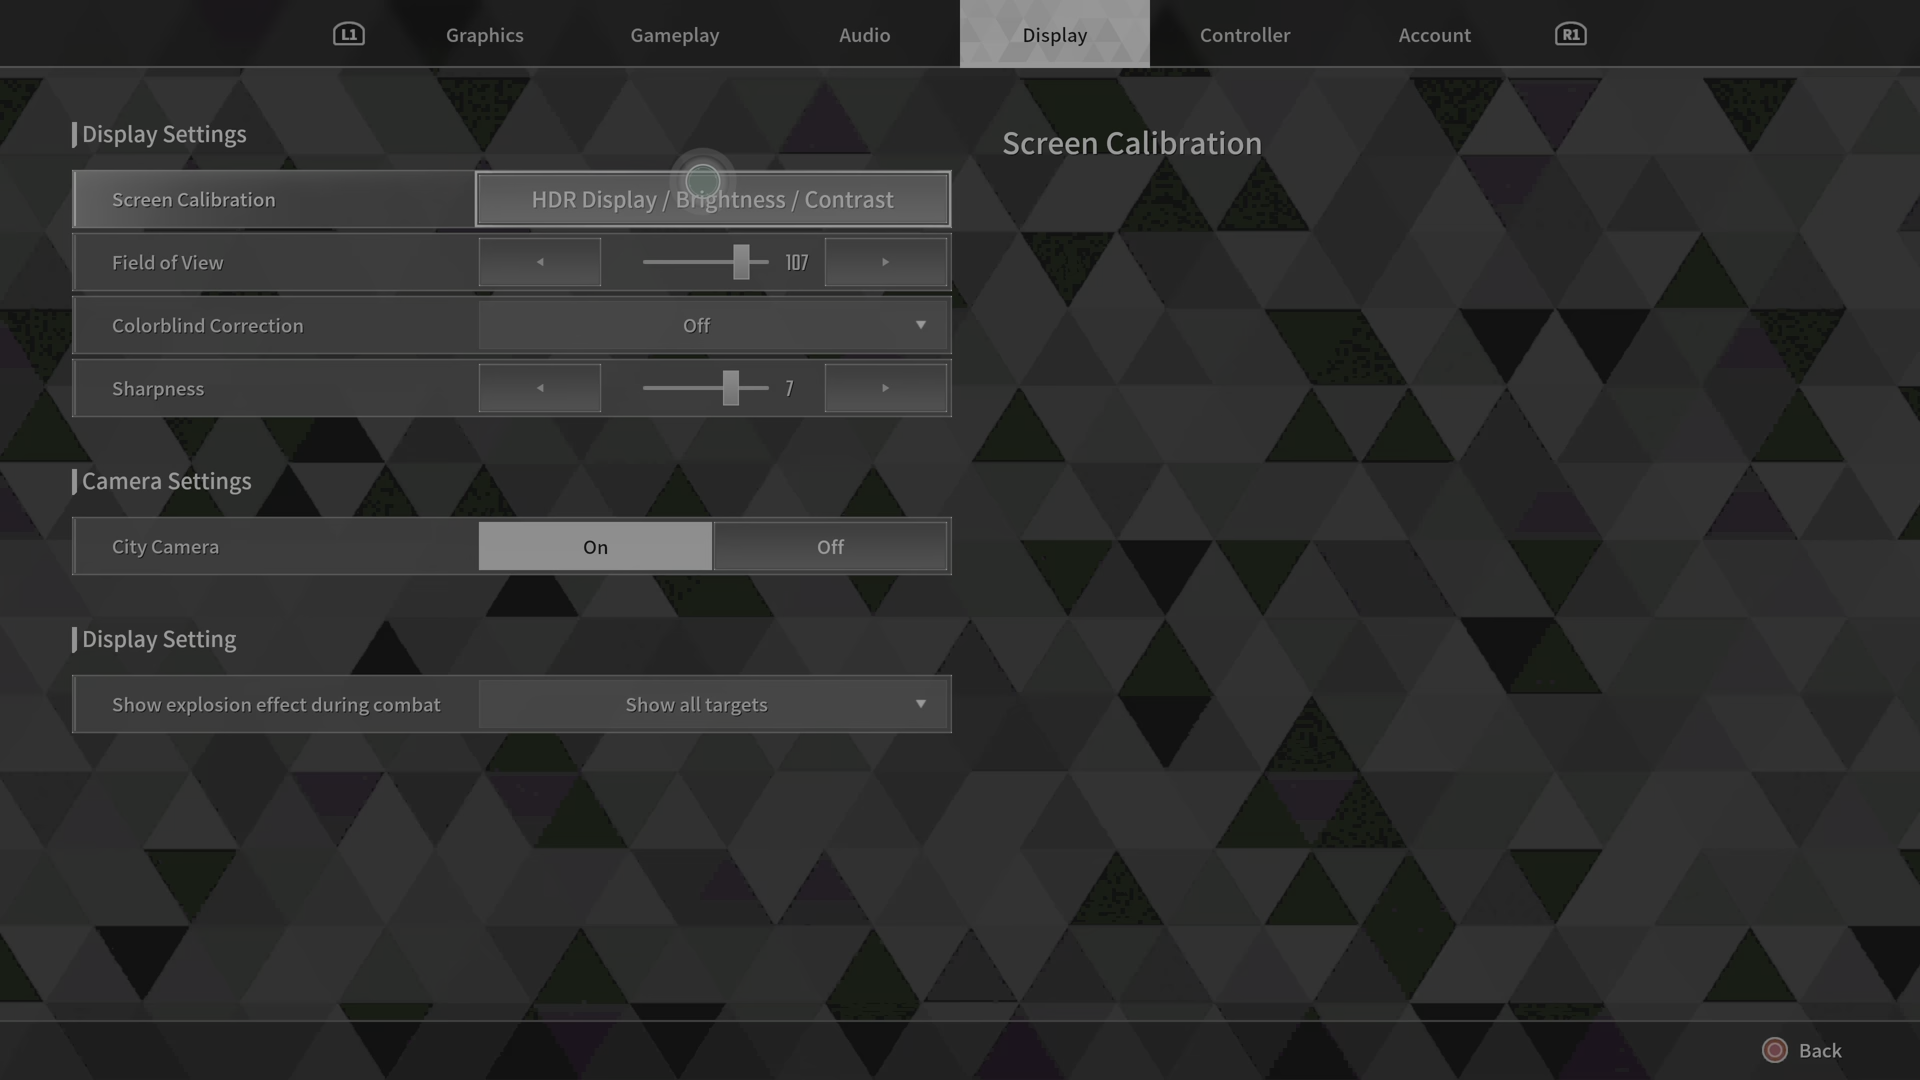 L1 Graphics Gameplay Audio Display Controller Account R1
Display Settings
Screen Calibration HDR Display / Brightness / Contrast
Field of View 107
Colorblind Correction Off
Sharpness 7
Camera Settings
City Camera On Off
Display Setting
Show explosion effect during combat Show all targets
Screen Calibration
Back